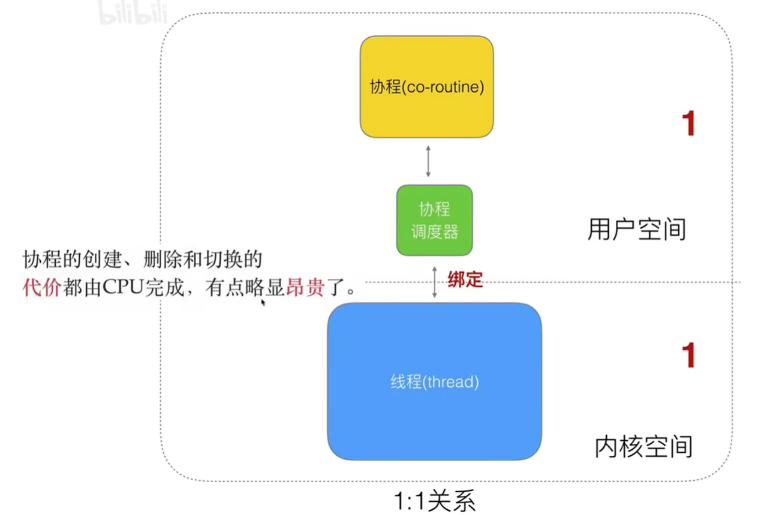 bilibili
协程(co-routine)
1
协程
调度器
用户空间
协程的创建、删除和切换的
代价都由CPU完成，有点略显昂贵了。
绑定
线程(thread)
1
内核空间
1:1关系